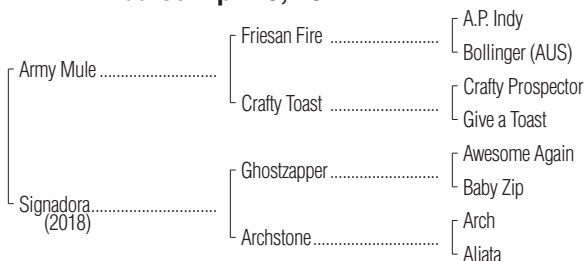 A.P. Indy
Friesan Fire ........................
Bollinger (AUS)
Army Mule ........................
Crafty Prospector
Crafty Toast ........................
Give a Toast
Awesome Again
Ghostzapper ........................
Baby Zip
Signadora ........................
(2018)
Arch
Archstone ........................
Aliata